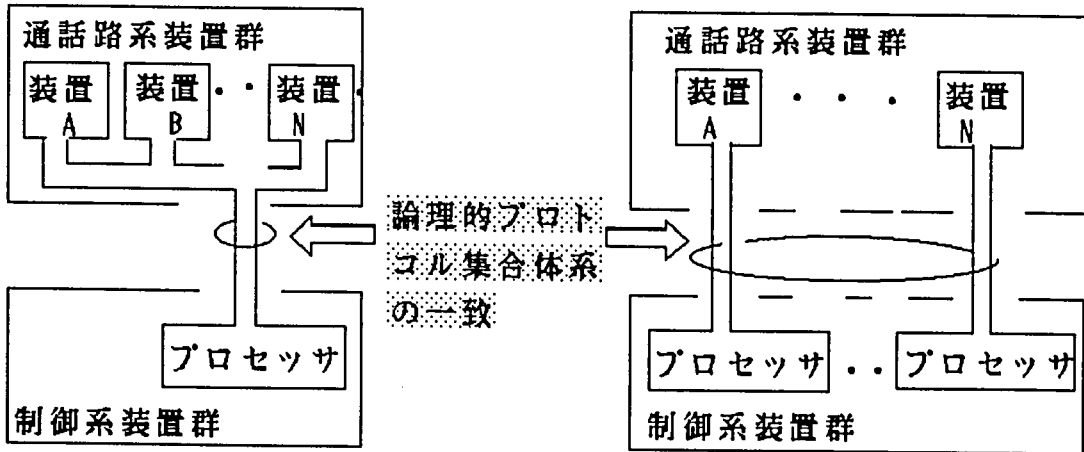 通話路系装置群
装置
A
装置
B
・・
装置
N
・
プロセッサ
制御系装置群
論理的プロト
コル集合体系
の一致
通話路系装置群
装置
A
・・・
装置
N
プロセッサ
・・
プロセッサ
制御系装置群